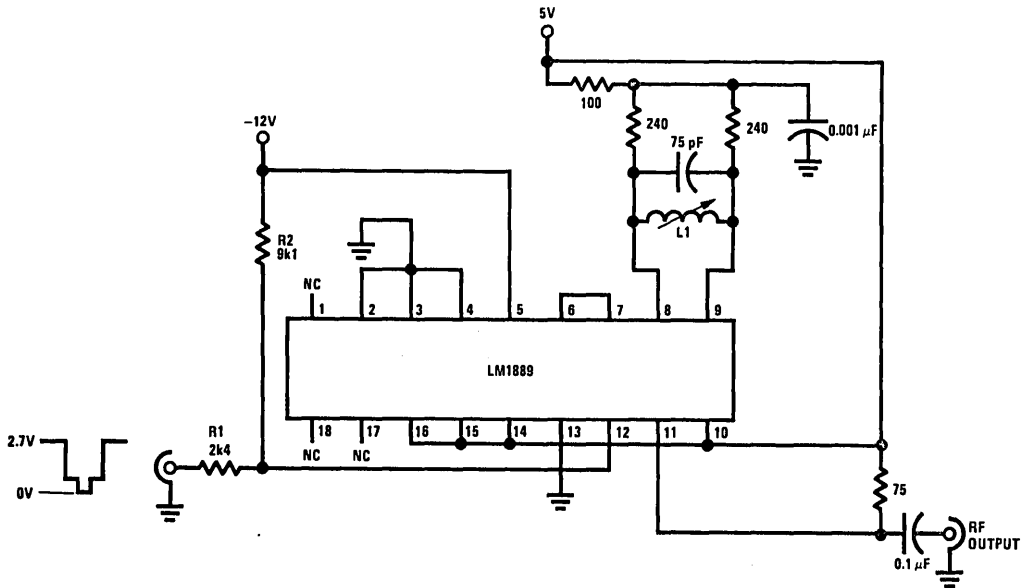 5V
100
240
240
0.001 µF
75 pF
-12V
L1
R2
9k1
NC
1
2
3
4
5
6
7
8
9
LM1889
18
17
16
15
14
13
12
11
10
NC
NC
2.7V
0V
R1
2k4
75
0.1 µF
RF
OUTPUT